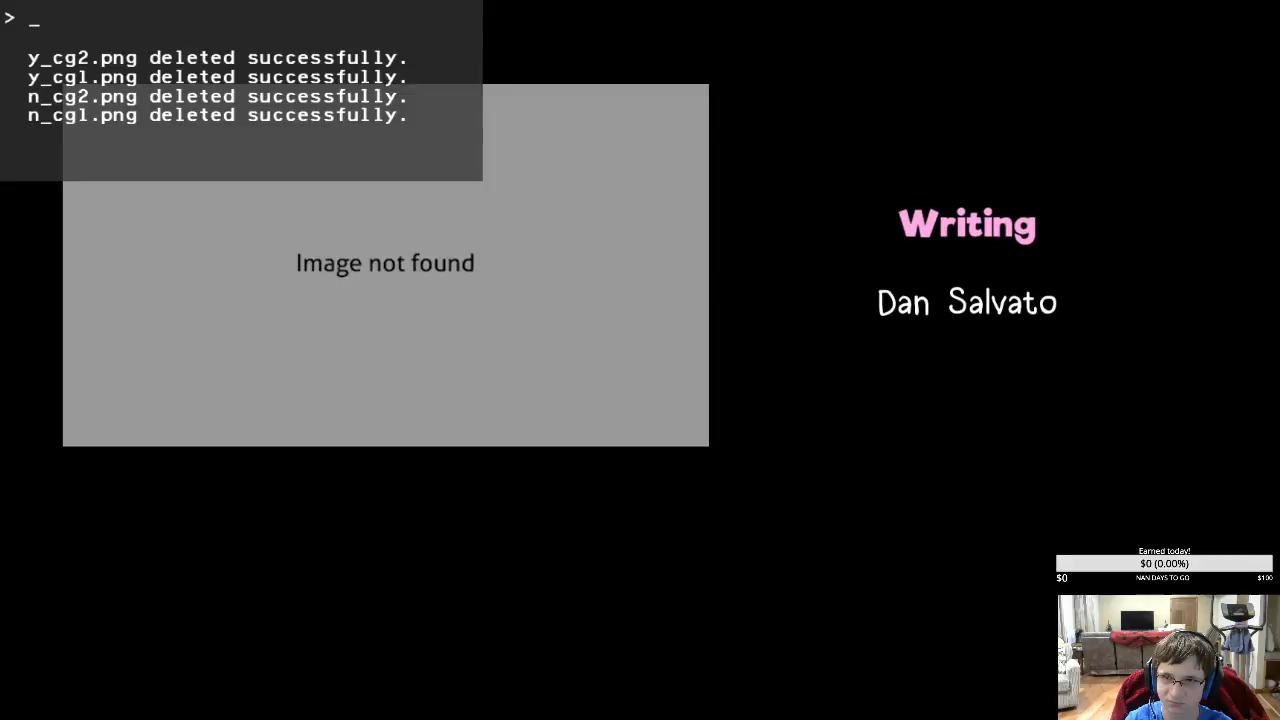 > _
y_cg2.png deleted successfully.
y_cg1.png deleted successfully.
n_cg2.png deleted successfully.
n_cg1.png deleted successfully.
Image not found
Writing
Dan Salvato
Earned today!
$0 (0.00%)
$0 NAN DAYS TO GO $100